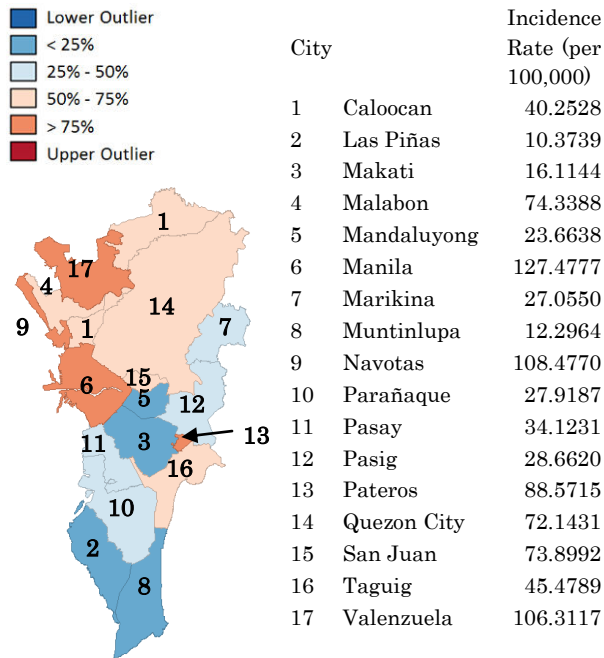 Lower Outlier
< 25%
25% - 50%
50% - 75%
> 75%
Upper Outlier
1
17
4
14
9
7
1
15
6
5
12
13
11
3
16
10
2
8
City Incidence Rate (per 100,000)
1 Caloocan 40.2528
2 Las Piñas 10.3739
3 Makati 16.1144
4 Malabon 74.3388
5 Mandaluyong 23.6638
6 Manila 127.4777
7 Marikina 27.0550
8 Muntinlupa 12.2964
9 Navotas 108.4770
10 Parañaque 27.9187
11 Pasay 34.1231
12 Pasig 28.6620
13 Pateros 88.5715
14 Quezon City 72.1431
15 San Juan 73.8992
16 Taguig 45.4789
17 Valenzuela 106.3117